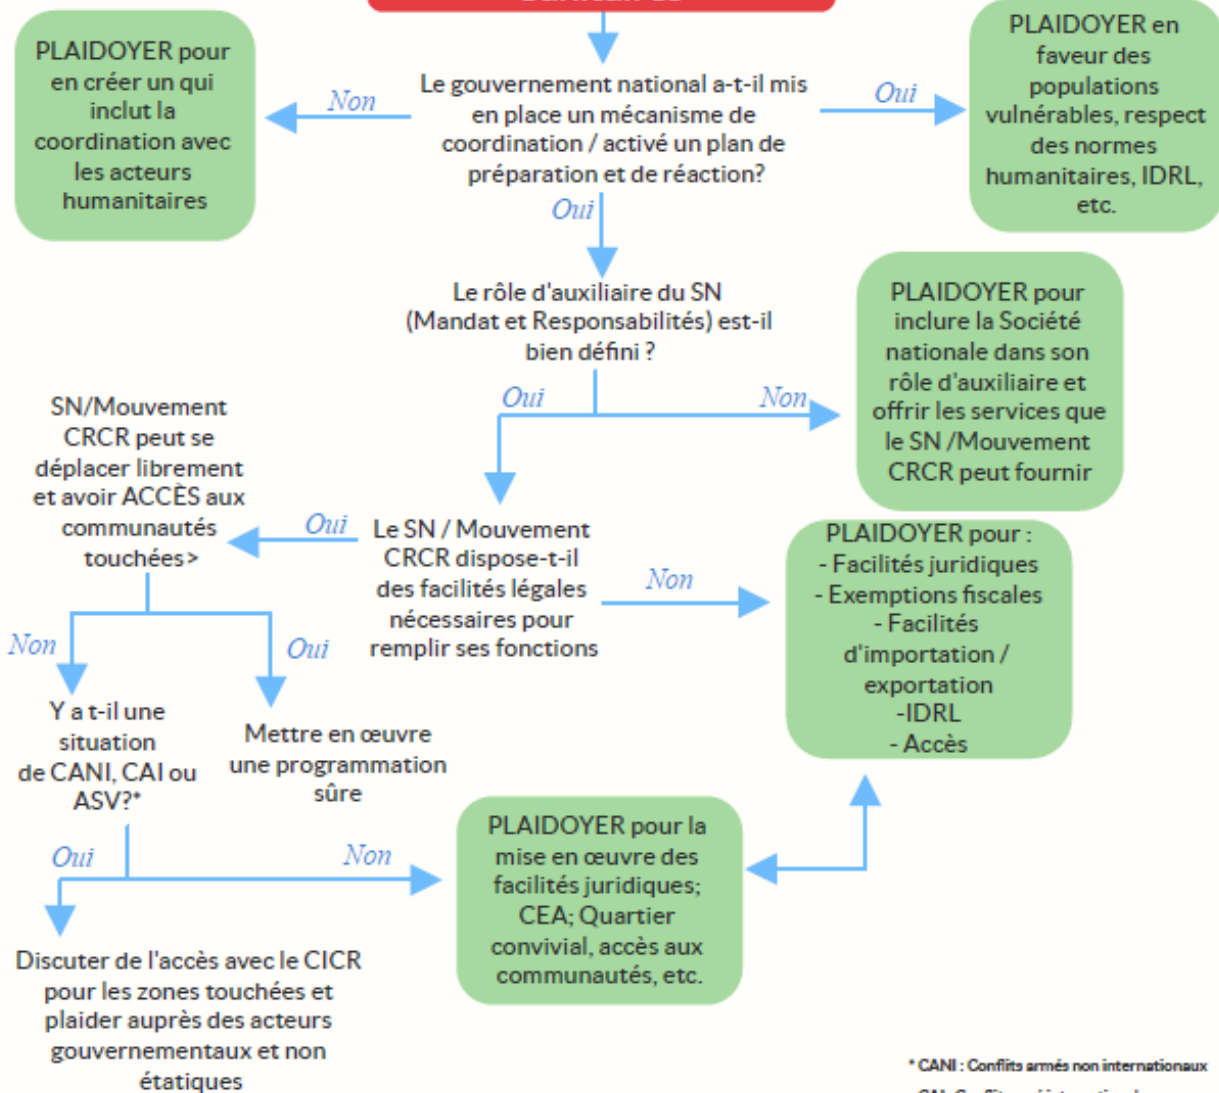 PLAIDOYER pour
en créer un qui
inclut la
coordination avec
les acteurs
humanitaires
Non
Le gouvernement national a-t-il mis
en place un mécanisme de
coordination / activé un plan de
préparation et de réaction?
Oui
PLAIDOYER en
faveur des
populations
vulnérables, respect
des normes
humanitaires, IDRL,
etc.
Oui
Le rôle d'auxiliaire du SN
(Mandat et Responsabilités) est-il
bien défini ?
Oui
Non
PLAIDOYER pour
inclure la Société
nationale dans son
rôle d'auxiliaire et
offrir les services que
le SN /Mouvement
CRCR peut fournir
SN/Mouvement
CRCR peut se
déplacer librement
et avoir ACCÈS aux
communautés
touchées>
Oui
Le SN / Mouvement
CRCR dispose-t-il
des facilités légales
nécessaires pour
remplir ses fonctions
Non
PLAIDOYER pour :
- Facilités juridiques
- Exemptions fiscales
- Facilités
d'importation /
exportation
-IDRL
- Accès
Non
Oui
Y a t-il une
situation
de CANI, CAI ou
ASV?*
Mettre en œuvre
une programmation
sûre
Oui
Non
PLAIDOYER pour la
mise en œuvre des
facilités juridiques;
CEA; Quartier
convivial, accès aux
communautés, etc.
Discuter de l'accès avec le CICR
pour les zones touchées et
plaider auprès des acteurs
gouvernementaux et non
étatiques
* CANI : Conflits armés non internationaux